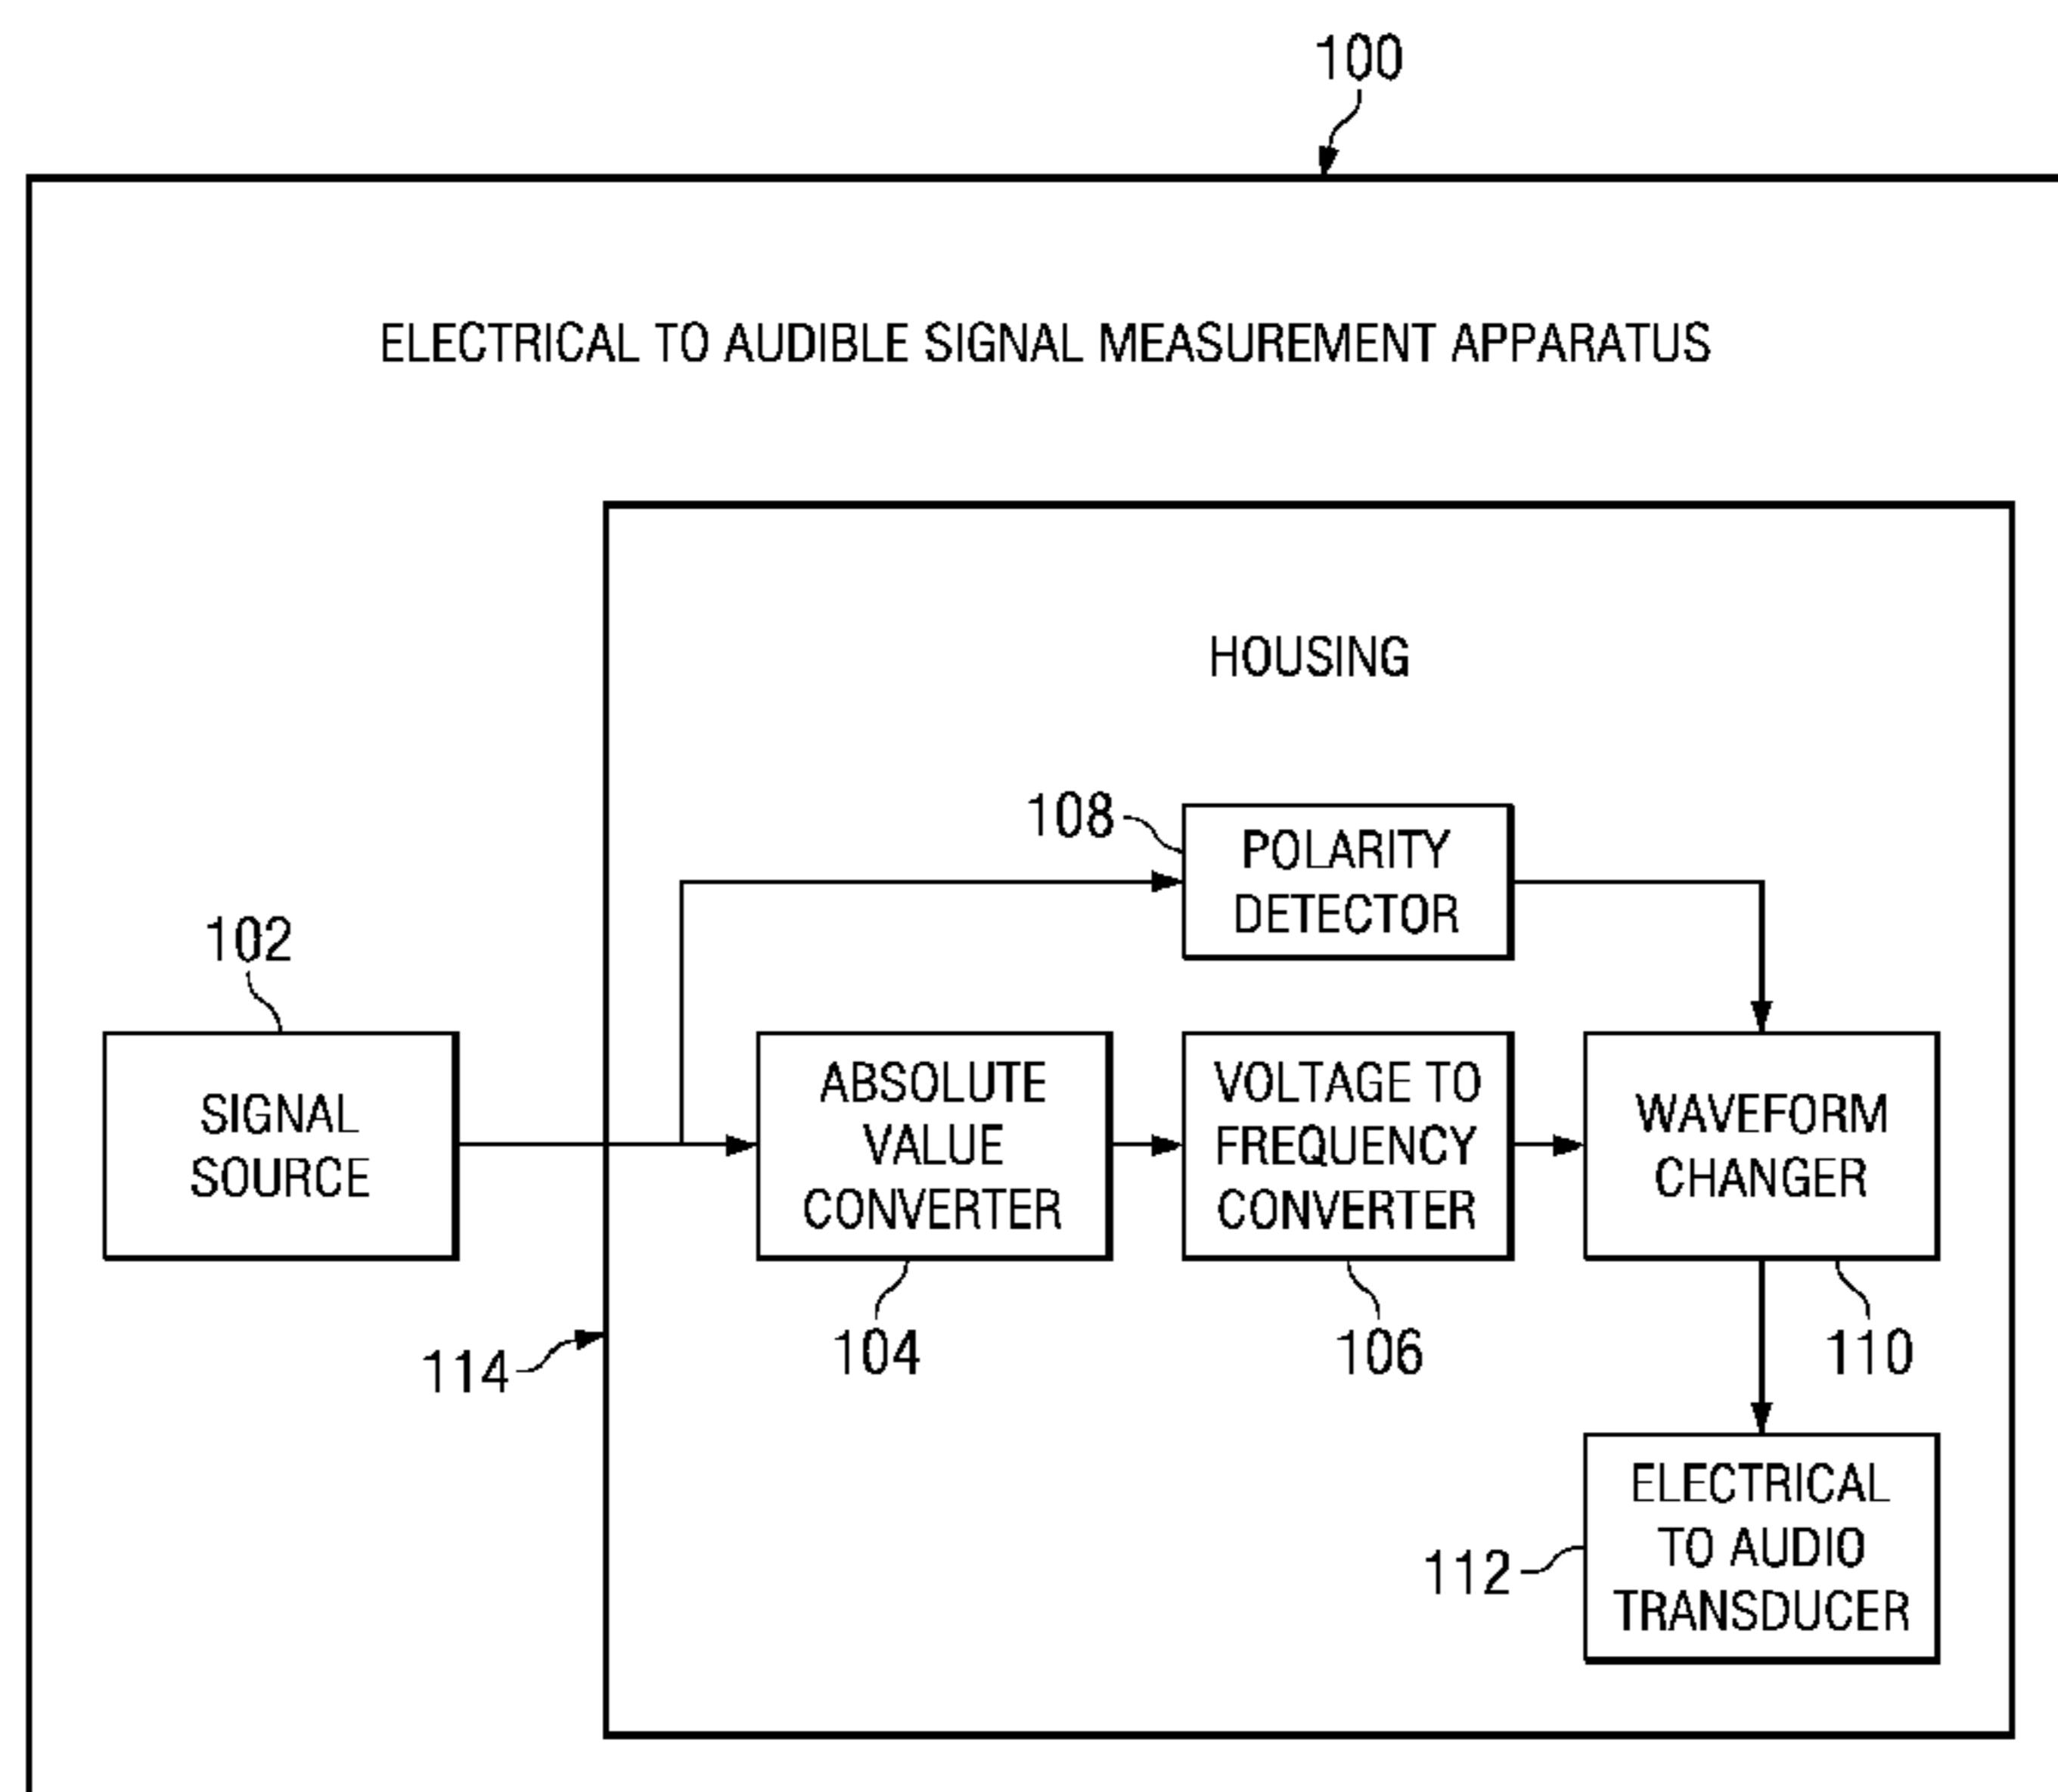 100
ELECTRICAL TO AUDIBLE SIGNAL MEASUREMENT APPARATUS
HOUSING
108
POLARITY
DETECTOR
102
SIGNAL
SOURCE
ABSOLUTE
VALUE
CONVERTER
VOLTAGE TO
FREQUENCY
CONVERTER
WAVEFORM
CHANGER
114
104
106
110
112
ELECTRICAL
TO AUDIO
TRANSDUCER